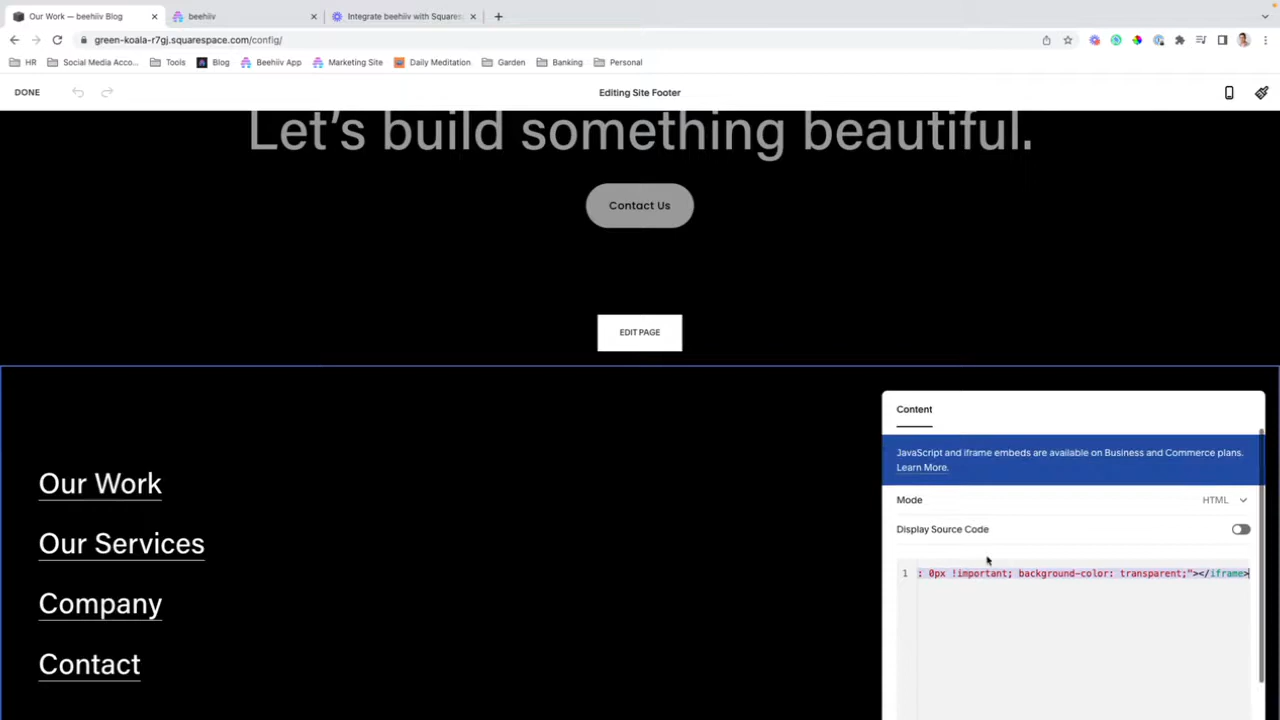 Our Work — beehiiv Blog
beehiiv
Integrate beehiiv with Squares
green-koala-r7gj.squarespace.com/config/
HR
Social Media Acco...
Tools
Blog
Beehiiv App
Marketing Site
Daily Meditation
Garden
Banking
Personal
DONE
Editing Site Footer
Let's build something beautiful.
Contact Us
EDIT PAGE
Our Work
Our Services
Company
Contact
Content
JavaScript and iframe embeds are available on Business and Commerce plans.
Learn More.
Mode
HTML
Display Source Code
1
: 0px !important; background-color: transparent;"></iframe>